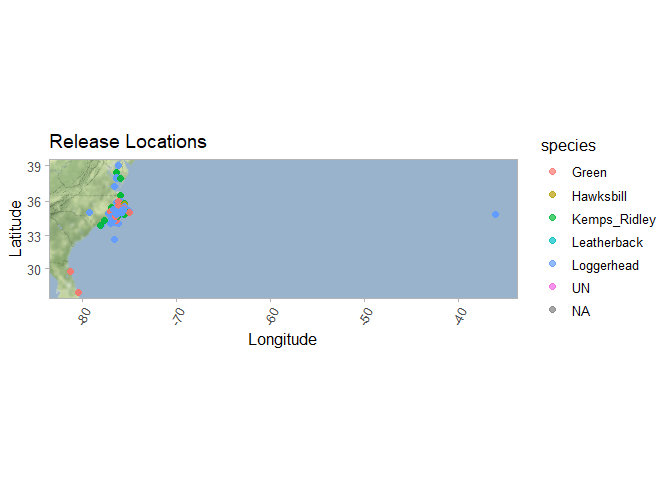 Release Locations
39
36
33
30
Latitude
-80
-70
-60
-50
-40
Longitude
species
Green
Hawksbill
Kemps_Ridley
Leatherback
Loggerhead
UN
NA